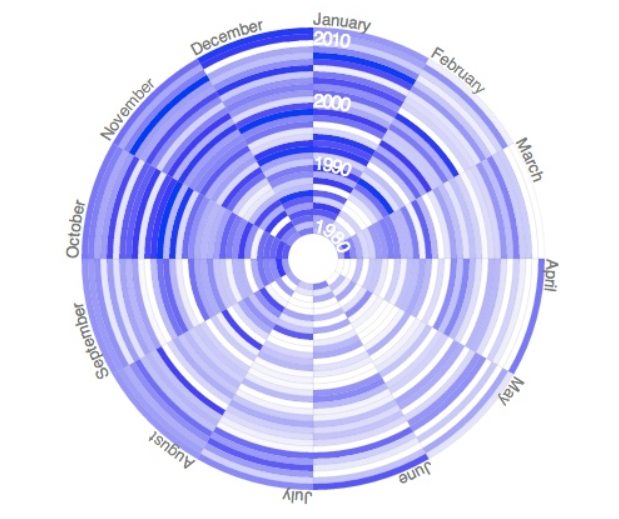 January
February
March
April
May
June
July
August
September
October
November
December
2010
2000
1990
1980